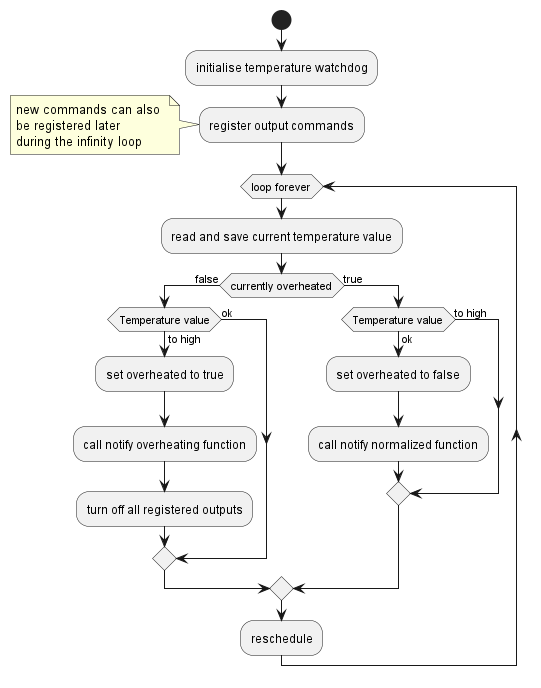 initialise temperature watchdog
new commands can also
be registered later
during the infinity loop
register output commands
loop forever
read and save current temperature value
false
currently overheated
true
Temperature value
ok
to high
set overheated to true
call notify overheating function
turn off all registered outputs
Temperature value
to high
ok
set overheated to false
call notify normalized function
reschedule